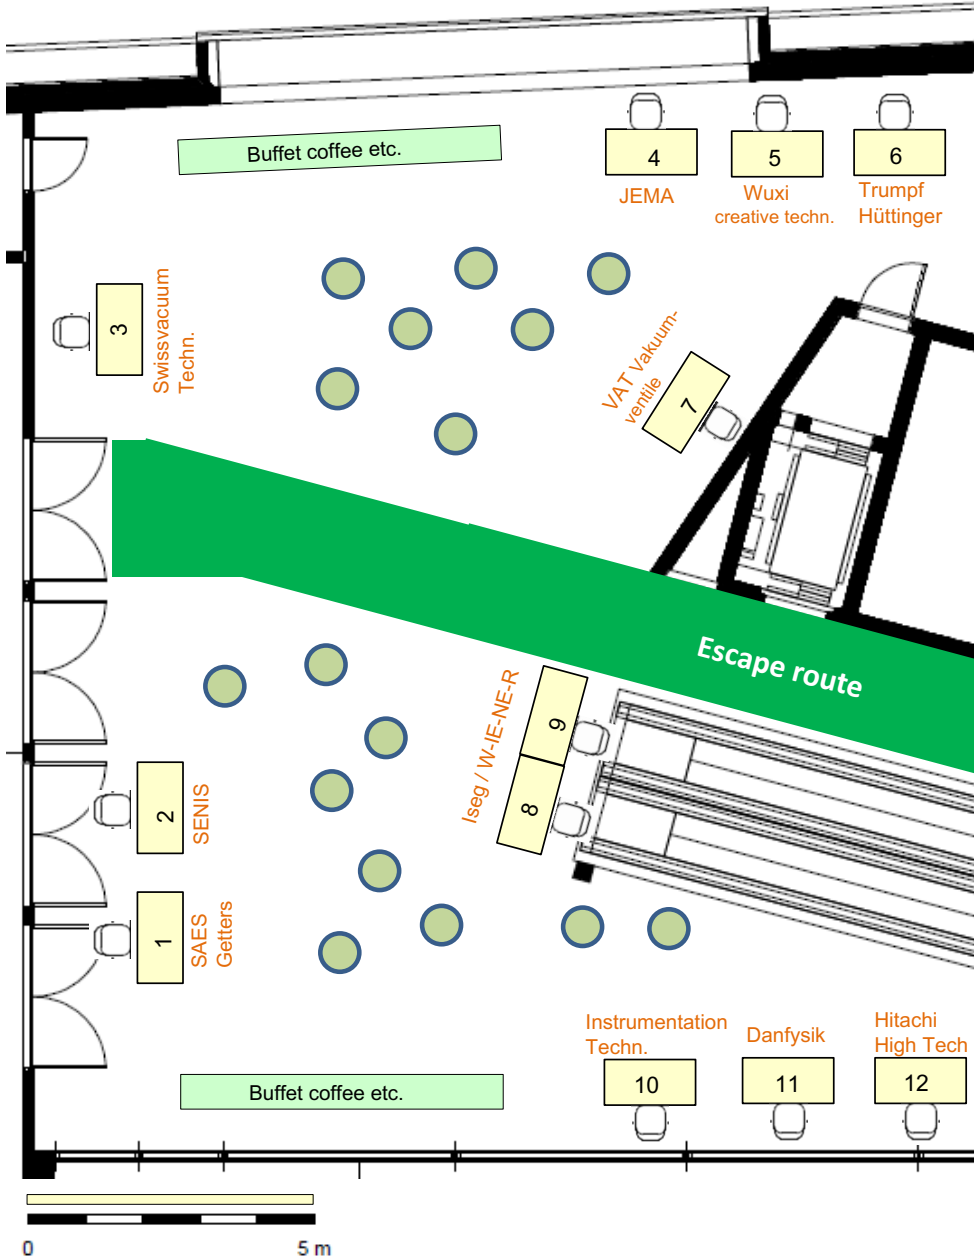 Buffet coffee etc.
4
5
6
JEMA
Wuxi
creative techn.
Trumpf
Hüttinger
3
Swissvacuum
Techn.
VAT Vakuum-
ventile
7
Escape route
Iseg / W-IE-NE-R
9
8
2
SENIS
1
SAES
Getters
Instrumentation
Techn.
Danfysik
Hitachi
High Tech
10
11
12
Buffet coffee etc.
0
5 m